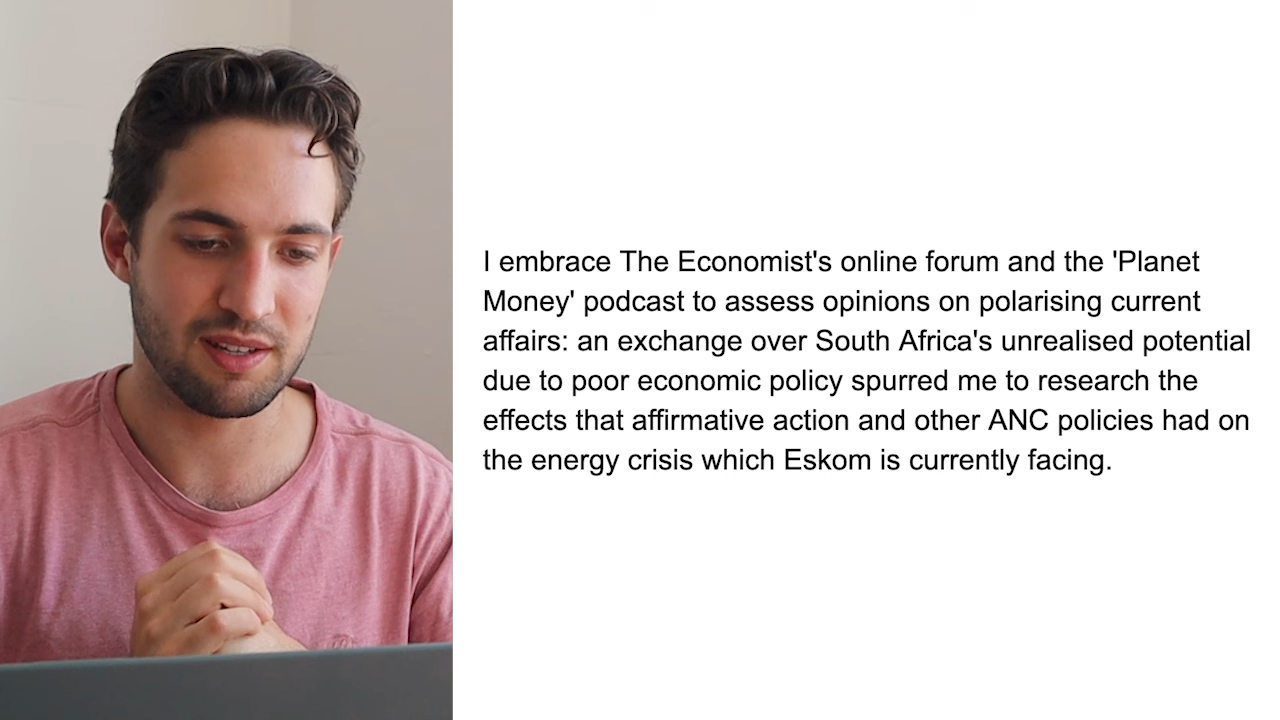 I embrace The Economist's online forum and the 'Planet
Money' podcast to assess opinions on polarising current
affairs: an exchange over South Africa's unrealised potential
due to poor economic policy spurred me to research the
effects that affirmative action and other ANC policies had on
the energy crisis which Eskom is currently facing.